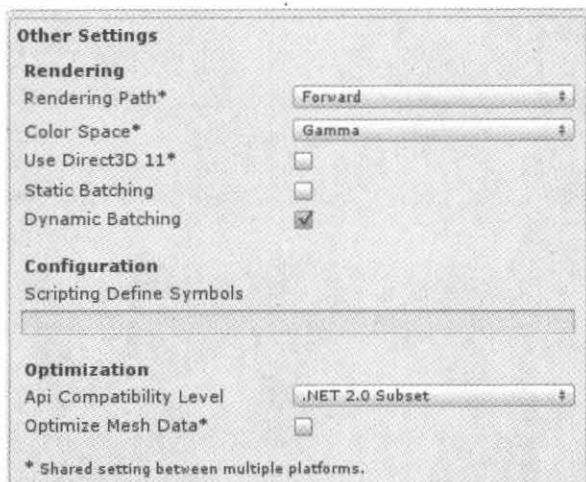 Other Settings
Rendering
Rendering Path* Forward
Color Space* Gamma
Use Direct3D 11*
Static Batching
Dynamic Batching
Configuration
Scripting Define Symbols
Optimization
Api Compatibility Level .NET 2.0 Subset
Optimize Mesh Data*
* Shared setting between multiple platforms.